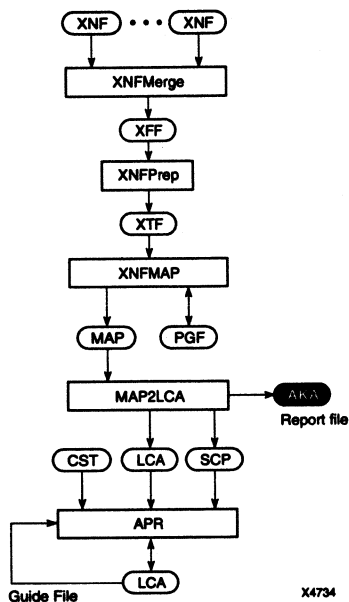 XNF ••• XNF
XNFMerge
XFF
XNFPrep
XTF
XNFMAP
MAP PGF
MAP2LCA AKA
Report file
CST LCA SCP
APR
LCA
Guide File X4734